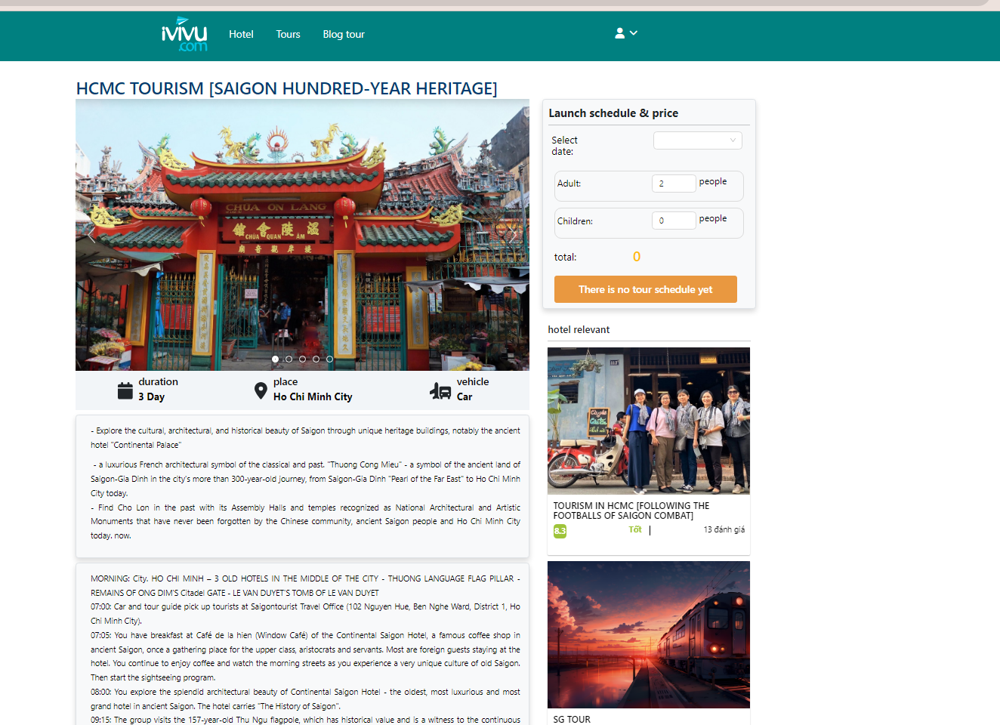 iVIVU
.com
Hotel
Tours
Blog tour
HCMC TOURISM [SAIGON HUNDRED-YEAR HERITAGE]
CHÙA ÔN LĂNG
館會陵溫
CHÙA QUAN ÂM
廟音觀岸堤
duration
3 Day
place
Ho Chi Minh City
vehicle
Car
- Explore the cultural, architectural, and historical beauty of Saigon through unique heritage buildings, notably the ancient
hotel "Continental Palace"
- a luxurious French architectural symbol of the classical and past. "Thuong Cong Mieu" - a symbol of the ancient land of
Saigon-Gia Dinh in the city's more than 300-year-old journey, from Saigon-Gia Dinh "Pearl of the Far East" to Ho Chi Minh
City today.
- Find Cho Lon in the past with its Assembly Halls and temples recognized as National Architectural and Artistic
Monuments that have never been forgotten by the Chinese community, ancient Saigon people and Ho Chi Minh City
today. now.
MORNING: City. HO CHI MINH – 3 OLD HOTELS IN THE MIDDLE OF THE CITY - THUONG LANGUAGE FLAG PILLAR -
REMAINS OF ONG DIM'S Citadel GATE - LE VAN DUYET'S TOMB OF LE VAN DUYET
07:00: Car and tour guide pick up tourists at Saigontourist Travel Office (102 Nguyen Hue, Ben Nghe Ward, District 1, Ho
Chi Minh City).
07:05: You have breakfast at Café de la hien (Window Café) of the Continental Saigon Hotel, a famous coffee shop in
ancient Saigon, once a gathering place for the upper class, aristocrats and servants. Most are foreign guests staying at the
hotel. You continue to enjoy coffee and watch the morning streets as you experience a very unique culture of old Saigon.
Then start the sightseeing program.
08:00: You explore the splendid architectural beauty of Continental Saigon Hotel - the oldest, most luxurious and most
grand hotel in ancient Saigon. The hotel carries "The History of Saigon".
09:15: The group visits the 157-year-old Thu Ngu flagpole, which has historical value and is a witness to the continuous
Launch schedule & price
Select
date:
Adult:
2
people
Children:
0
people
total:
0
There is no tour schedule yet
hotel relevant
TOURISM IN HCMC [FOLLOWING THE
FOOTBALLS OF SAIGON COMBAT]
8.3
Tốt
13 đánh giá
SG TOUR